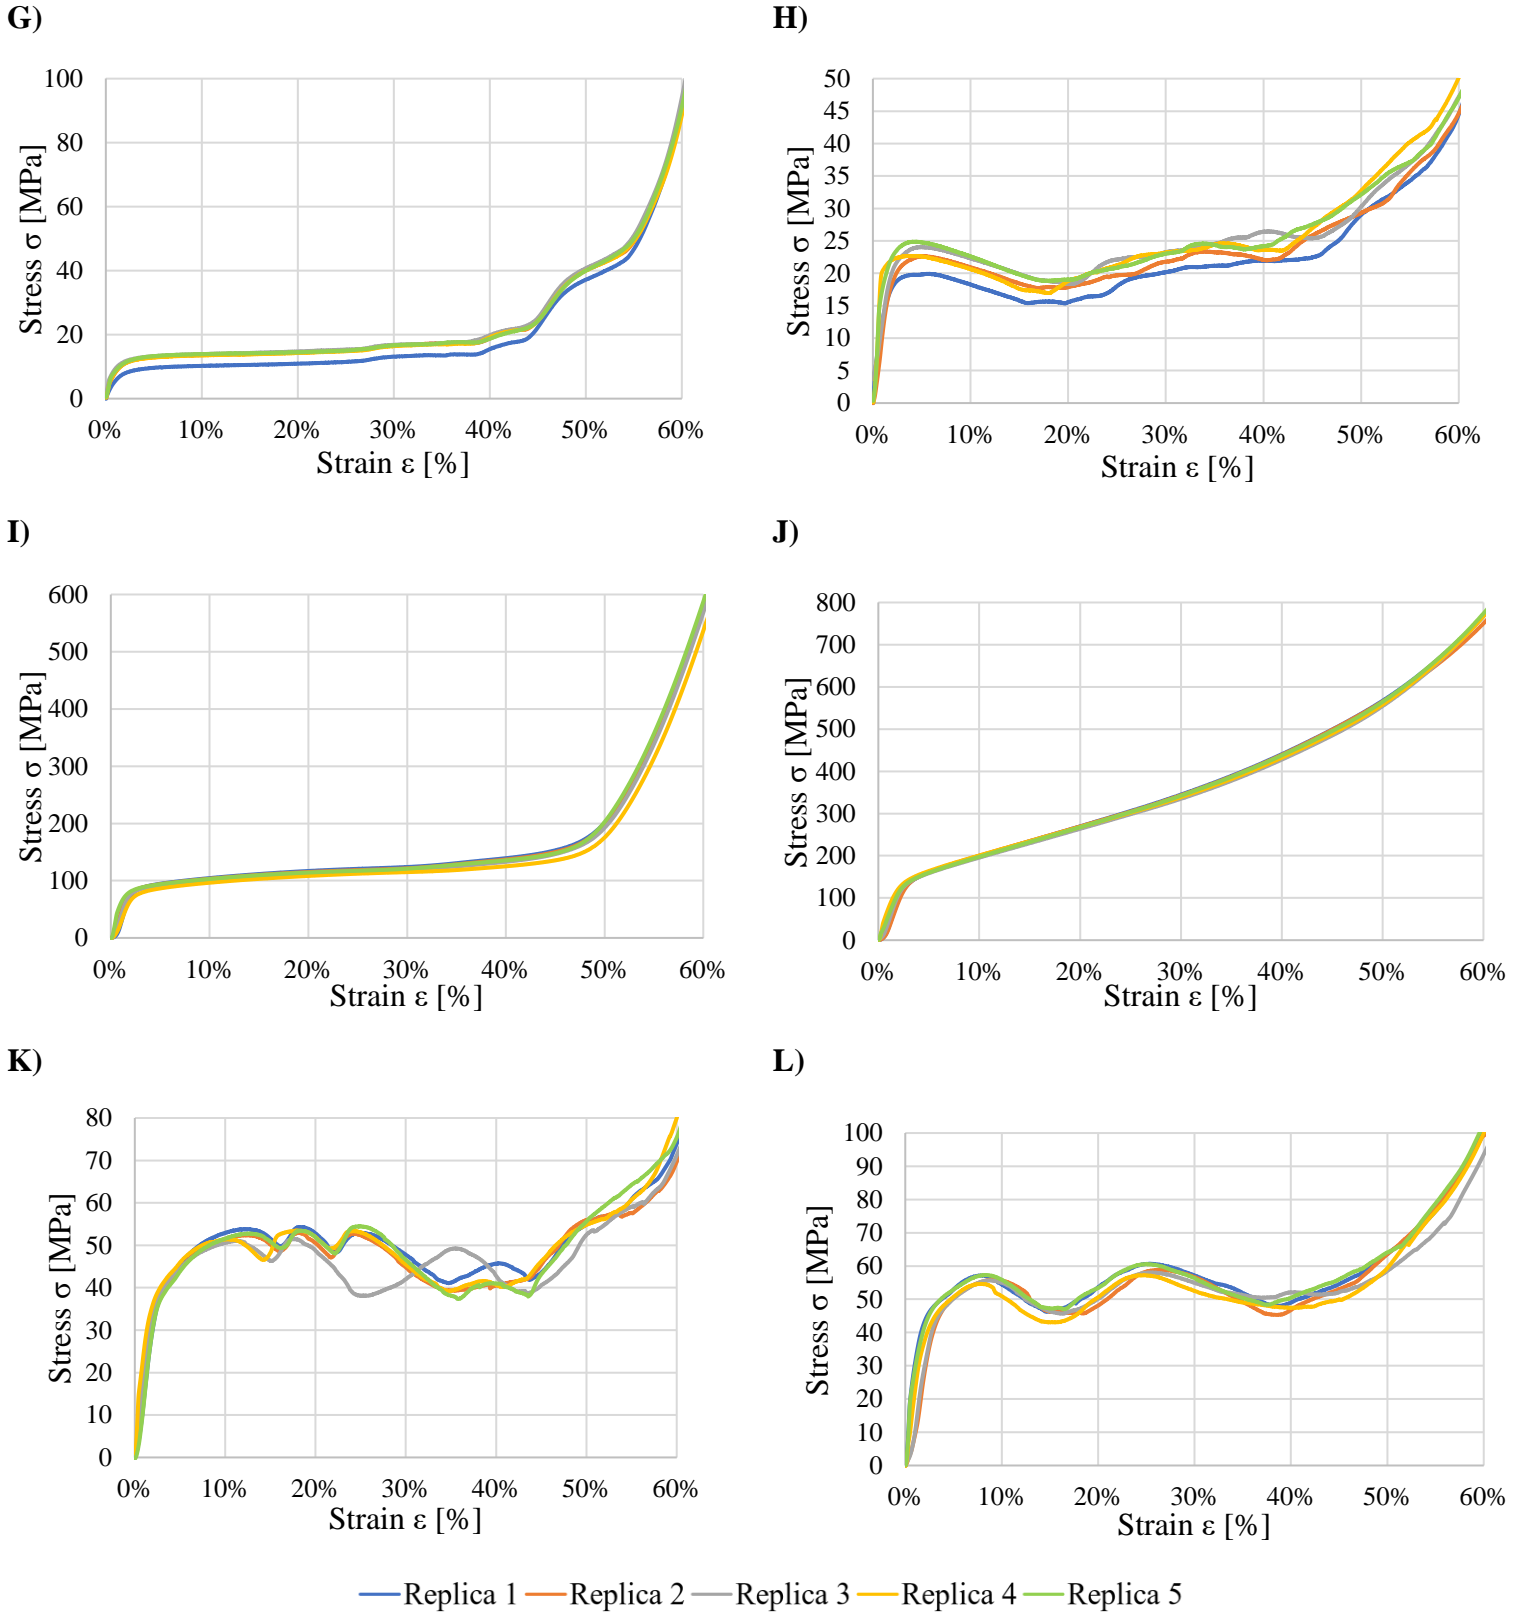 G)
H)
100
80
60
40
20
0
Stress σ [MPa]
0% 10% 20% 30% 40% 50% 60%
Strain ε [%]
50
45
40
35
30
25
20
15
10
5
0
Stress σ [MPa]
0% 10% 20% 30% 40% 50% 60%
Strain ε [%]
I)
J)
600
500
400
300
200
100
0
Stress σ [MPa]
0% 10% 20% 30% 40% 50% 60%
Strain ε [%]
800
700
600
500
400
300
200
100
0
Stress σ [MPa]
0% 10% 20% 30% 40% 50% 60%
Strain ε [%]
K)
L)
80
70
60
50
40
30
20
10
0
Stress σ [MPa]
0% 10% 20% 30% 40% 50% 60%
Strain ε [%]
100
90
80
70
60
50
40
30
20
10
0
Stress σ [MPa]
0% 10% 20% 30% 40% 50% 60%
Strain ε [%]
Replica 1 Replica 2 Replica 3 Replica 4 Replica 5